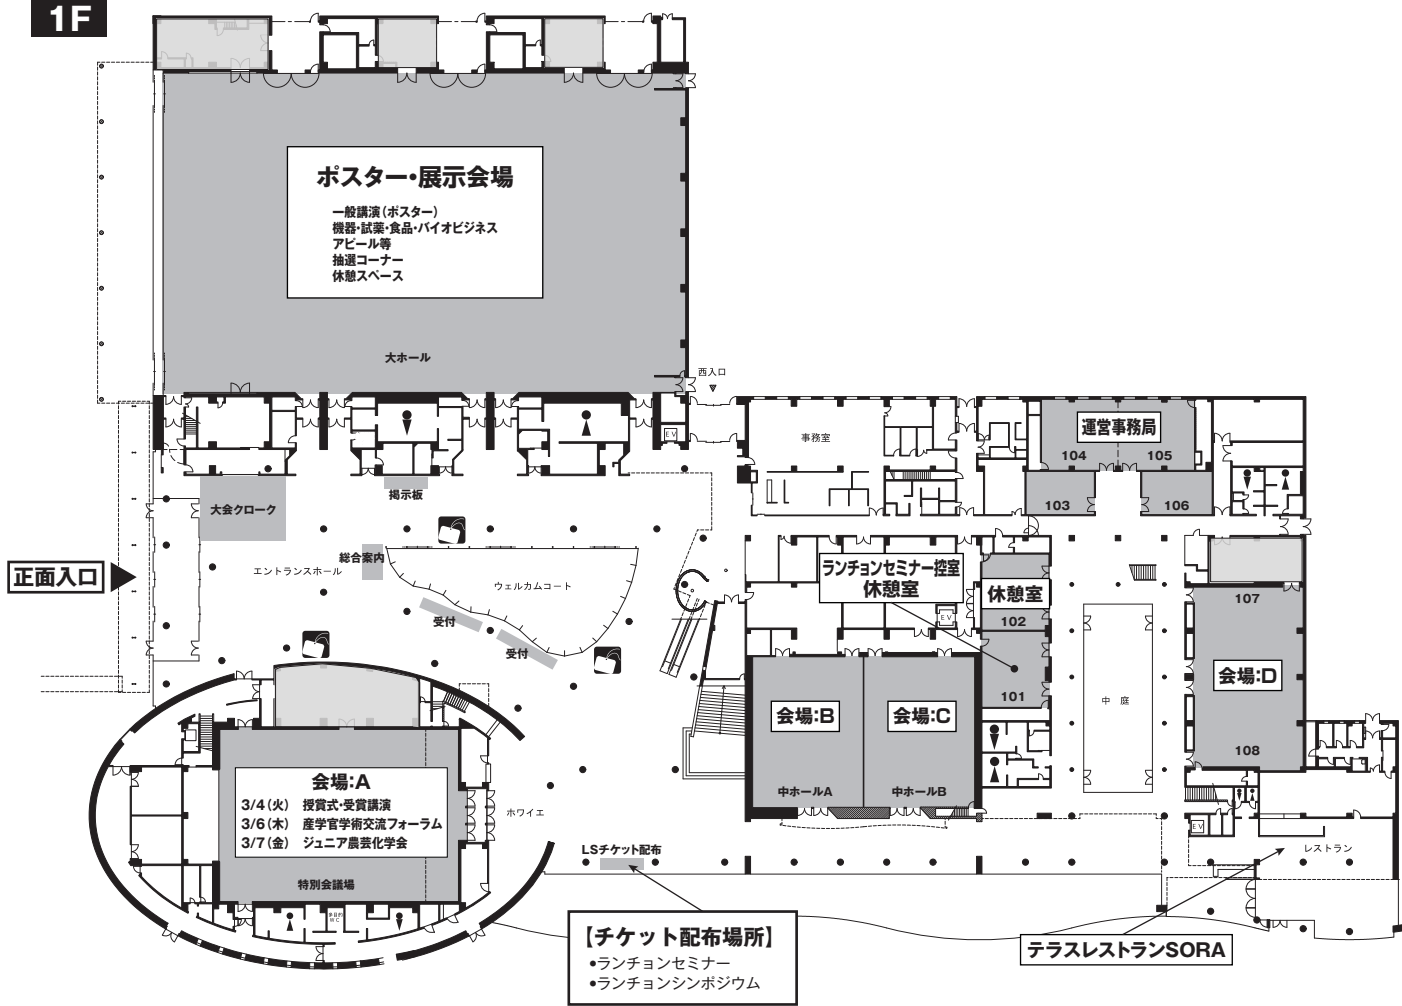 1F
ポスター・展示会場
一般講演（ポスター）
機器・試薬・食品・バイオビジネス
アピール等
抽選コーナー
休憩スペース
大ホール
西入口
EV
事務室
運営事務局
104
105
103
106
掲示板
大会クローク
総合案内
正面入口
エントランスホール
ウェルカムコート
受付
受付
ランチョンセミナー控室
休憩室
休憩室
102
EV
101
107
会場:D
108
中庭
会場:B
会場:C
中ホールA
中ホールB
会場:A
3/4（火） 授賞式・受賞講演
3/6（木） 産学官学術交流フォーラム
3/7（金） ジュニア農芸化学会
特別会議場
ホワイエ
LSチケット配布
EV
レストラン
【チケット配布場所】
•ランチョンセミナー
•ランチョンシンポジウム
テラスレストランSORA